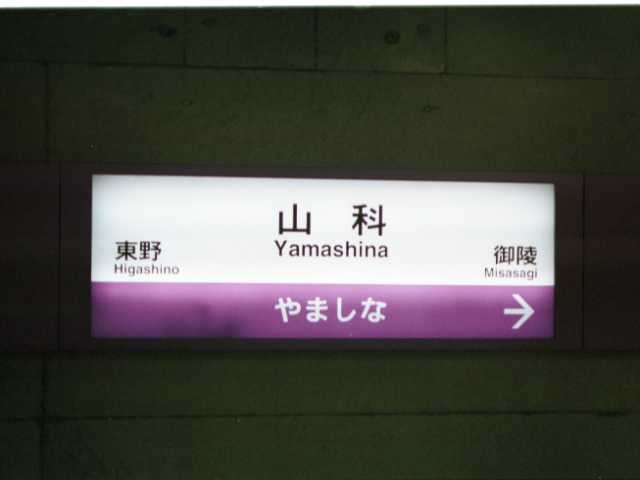 山科
Yamashina
東野
Higashino
御陵
Misasagi
やましな
→